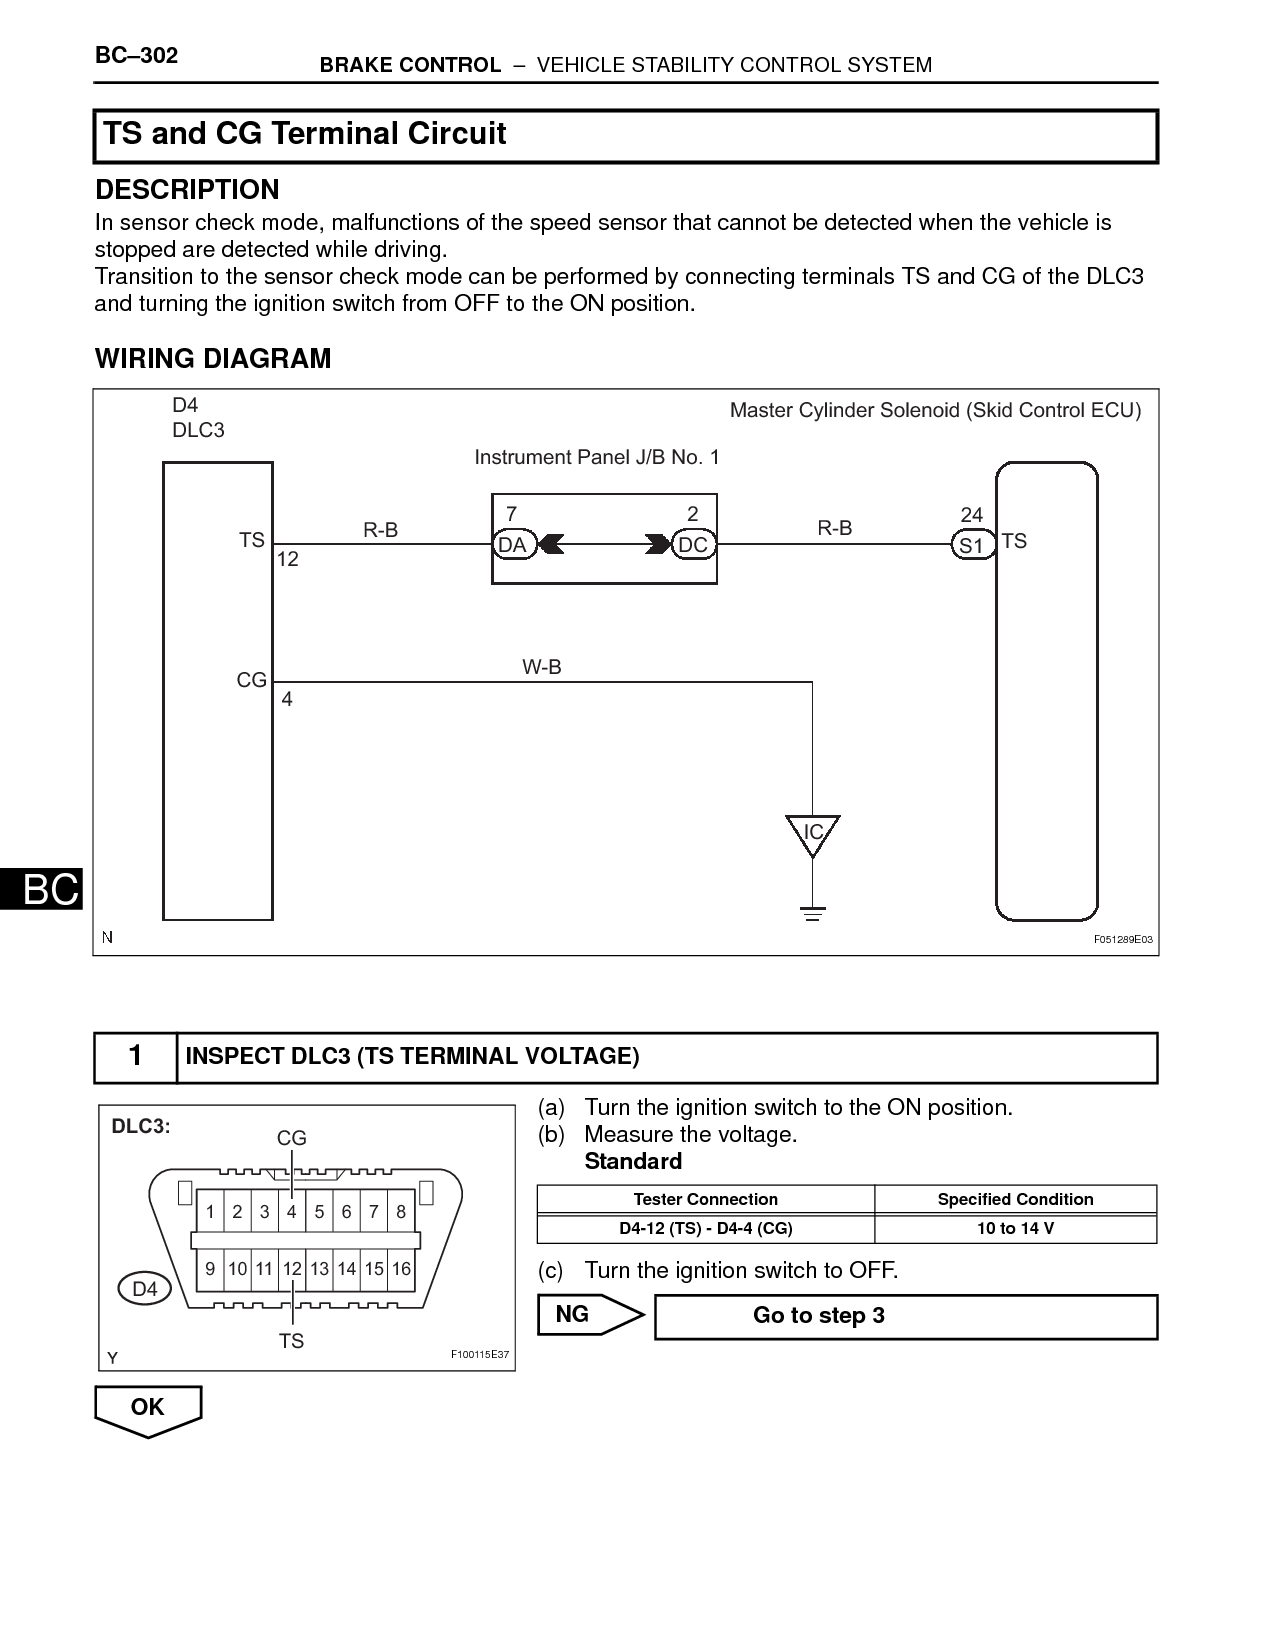 BC–302
BRAKE CONTROL – VEHICLE STABILITY CONTROL SYSTEM
TS and CG Terminal Circuit
DESCRIPTION
In sensor check mode, malfunctions of the speed sensor that cannot be detected when the vehicle is
stopped are detected while driving.
Transition to the sensor check mode can be performed by connecting terminals TS and CG of the DLC3
and turning the ignition switch from OFF to the ON position.
WIRING DIAGRAM
D4
DLC3
Master Cylinder Solenoid (Skid Control ECU)
Instrument Panel J/B No. 1
7 2 24
TS R-B DA DC R-B S1 TS
12
W-B
CG
4
IC
BC
N F051289E03
1 INSPECT DLC3 (TS TERMINAL VOLTAGE)
DLC3:
CG
1 2 3 4 5 6 7 8
9 10 11 12 13 14 15 16
D4
TS
Y F100115E37
(a) Turn the ignition switch to the ON position.
(b) Measure the voltage.
Standard
Tester Connection Specified Condition
D4-12 (TS) - D4-4 (CG) 10 to 14 V
(c) Turn the ignition switch to OFF.
NG Go to step 3
OK